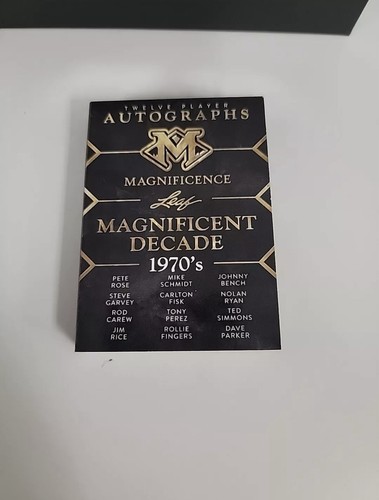 TWELVE PLAYER
AUTOGRAPHS
M
MAGNIFICENCE
Leaf
MAGNIFICENT
DECADE
1970's
PETE ROSE
MIKE SCHMIDT
JOHNNY BENCH
STEVE GARVEY
CARLTON FISK
NOLAN RYAN
ROD CAREW
TONY PEREZ
TED SIMMONS
JIM RICE
ROLLIE FINGERS
DAVE PARKER